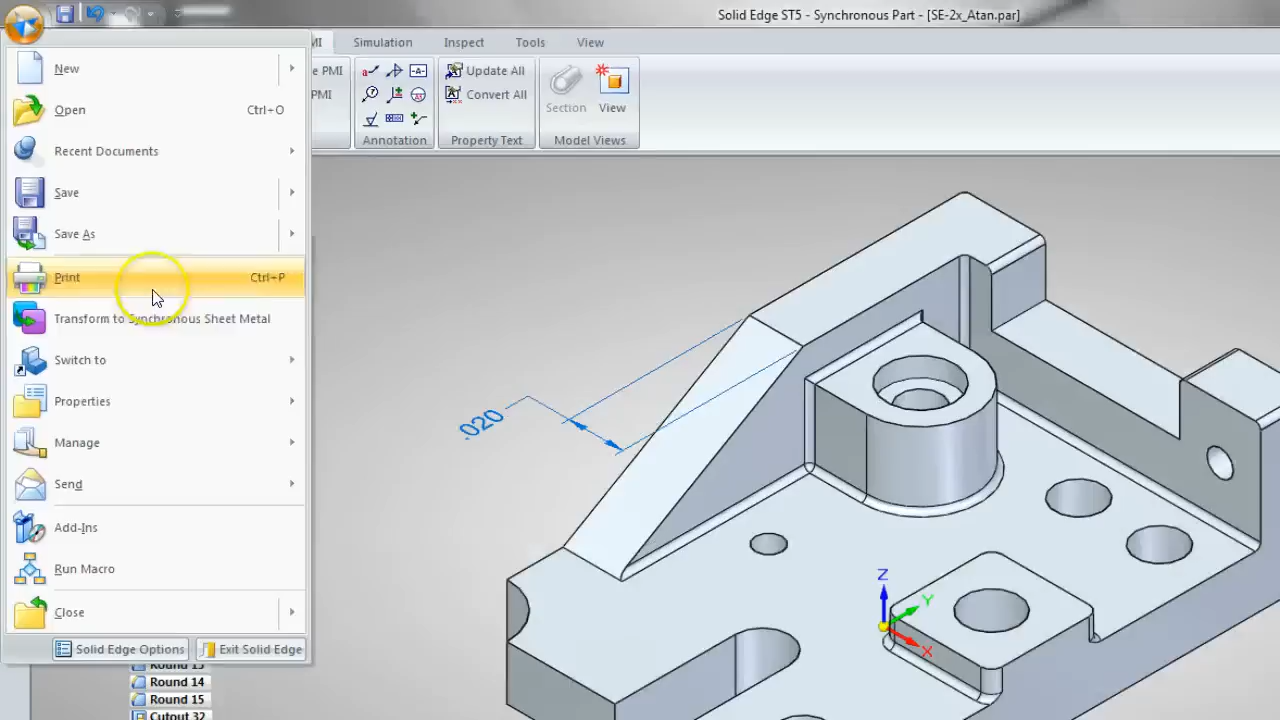 Solid Edge ST5 - Synchronous Part - [SE-2x_Atan.par]
MI
Simulation
Inspect
Tools
View
New
Open Ctrl+O
Recent Documents
Save
Save As
Print Ctrl+P
Transform to Synchronous Sheet Metal
Switch to
Properties
Manage
Send
Add-Ins
Run Macro
Close
Solid Edge Options
Exit Solid Edge
e PMI
PMI
-A-
Annotation
Update All
Convert All
Property Text
Section
View
Model Views
.020
Z
Y
X
Round 13
Round 14
Round 15
Cutout 32